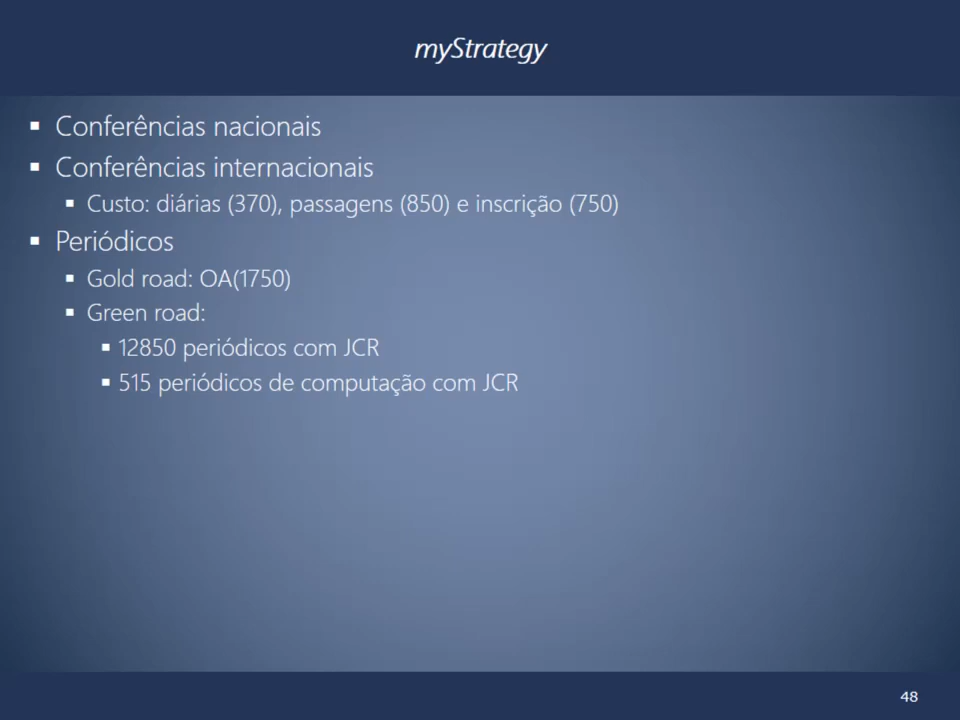 myStrategy
Conferências nacionais
Conferências internacionais
Custo: diárias (370), passagens (850) e inscrição (750)
Periódicos
Gold road: OA(1750)
Green road:
12850 periódicos com JCR
515 periódicos de computação com JCR
48